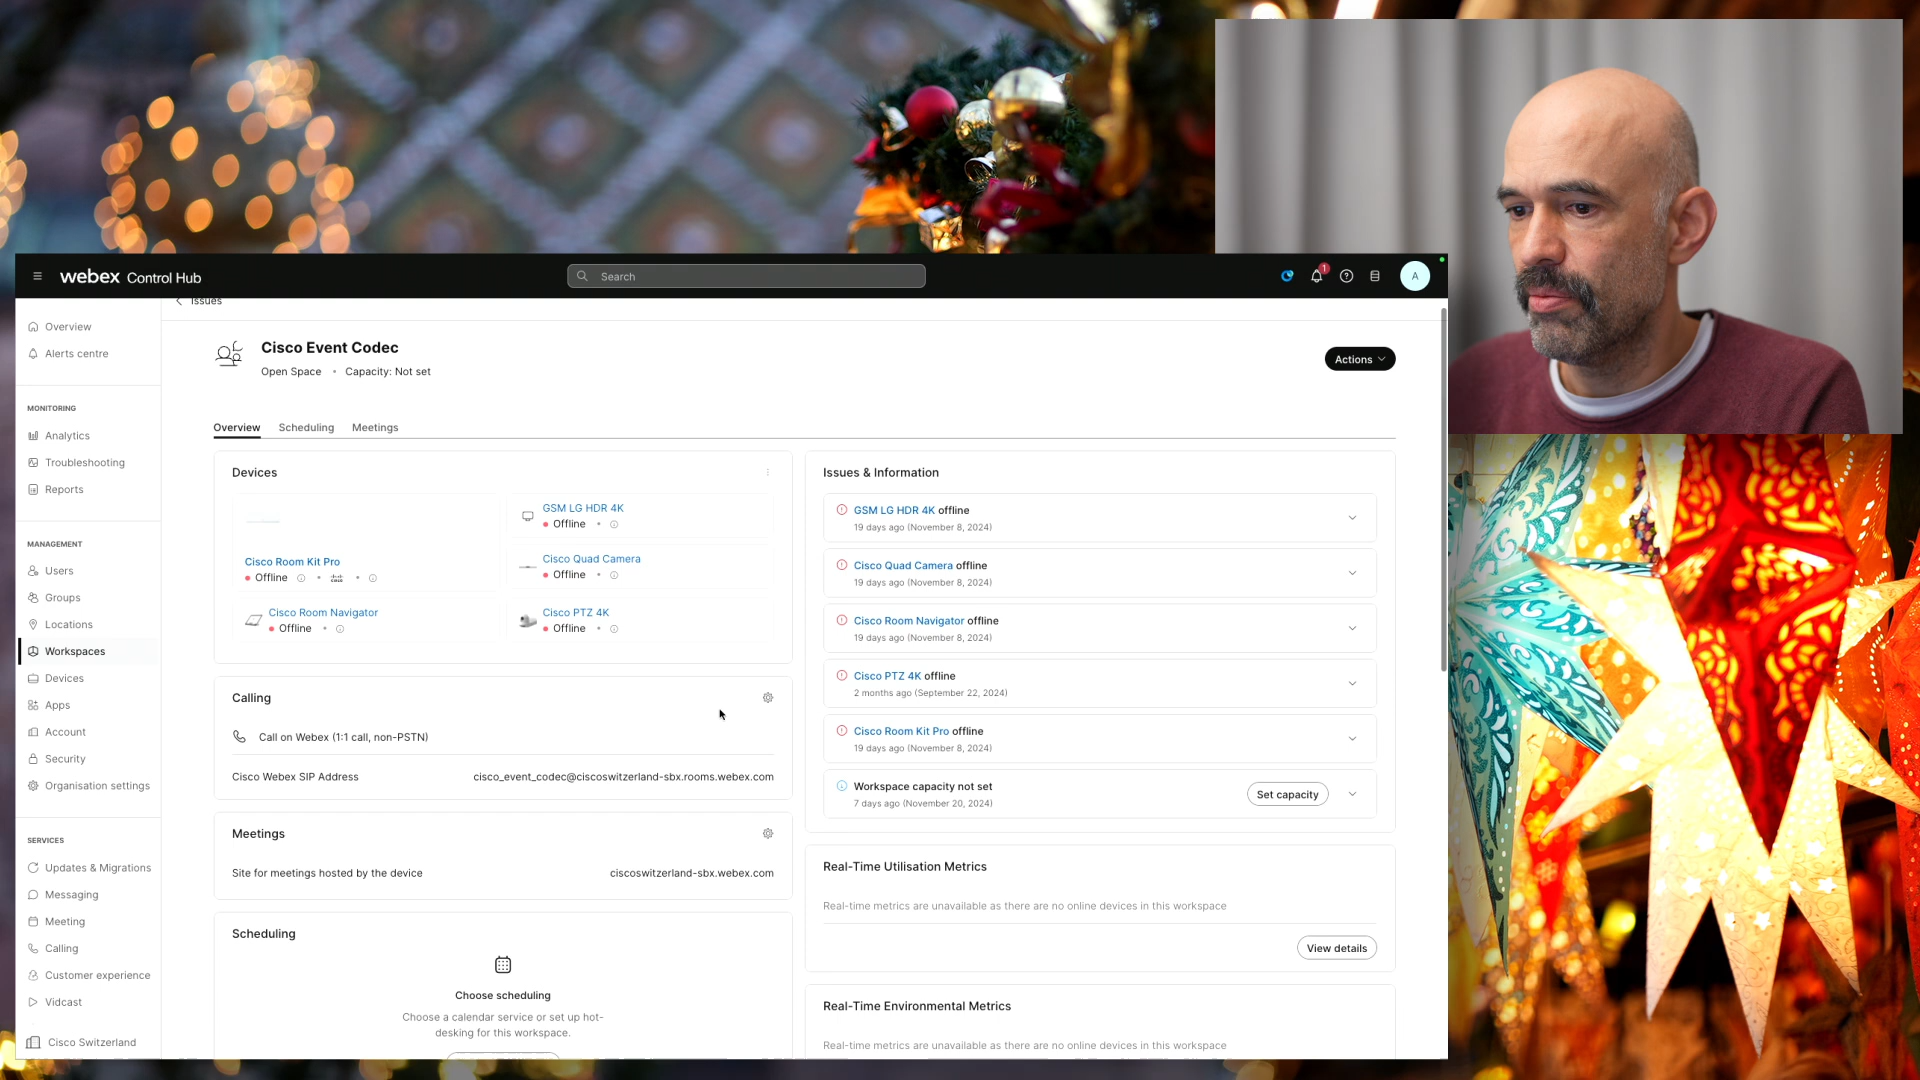 webex Control Hub
Search
1
A
Issues
Overview
Alerts centre
MONITORING
Analytics
Troubleshooting
Reports
MANAGEMENT
Users
Groups
Locations
Workspaces
Devices
Apps
Account
Security
Organisation settings
SERVICES
Updates & Migrations
Messaging
Meeting
Calling
Customer experience
Vidcast
Cisco Switzerland
Cisco Event Codec
Open Space • Capacity: Not set
Actions
Overview Scheduling Meetings
Devices
Cisco Room Kit Pro
Offline
GSM LG HDR 4K
Offline
Cisco Quad Camera
Offline
Cisco Room Navigator
Offline
Cisco PTZ 4K
Offline
Calling
Call on Webex (1:1 call, non-PSTN)
Cisco Webex SIP Address cisco_event_codec@ciscoswitzerland-sbx.rooms.webex.com
Meetings
Site for meetings hosted by the device ciscoswitzerland-sbx.webex.com
Scheduling
Choose scheduling
Choose a calendar service or set up hot-
desking for this workspace.
Issues & Information
GSM LG HDR 4K offline
19 days ago (November 8, 2024)
Cisco Quad Camera offline
19 days ago (November 8, 2024)
Cisco Room Navigator offline
19 days ago (November 8, 2024)
Cisco PTZ 4K offline
2 months ago (September 22, 2024)
Cisco Room Kit Pro offline
19 days ago (November 8, 2024)
Workspace capacity not set
7 days ago (November 20, 2024)
Set capacity
Real-Time Utilisation Metrics
Real-time metrics are unavailable as there are no online devices in this workspace
View details
Real-Time Environmental Metrics
Real-time metrics are unavailable as there are no online devices in this workspace